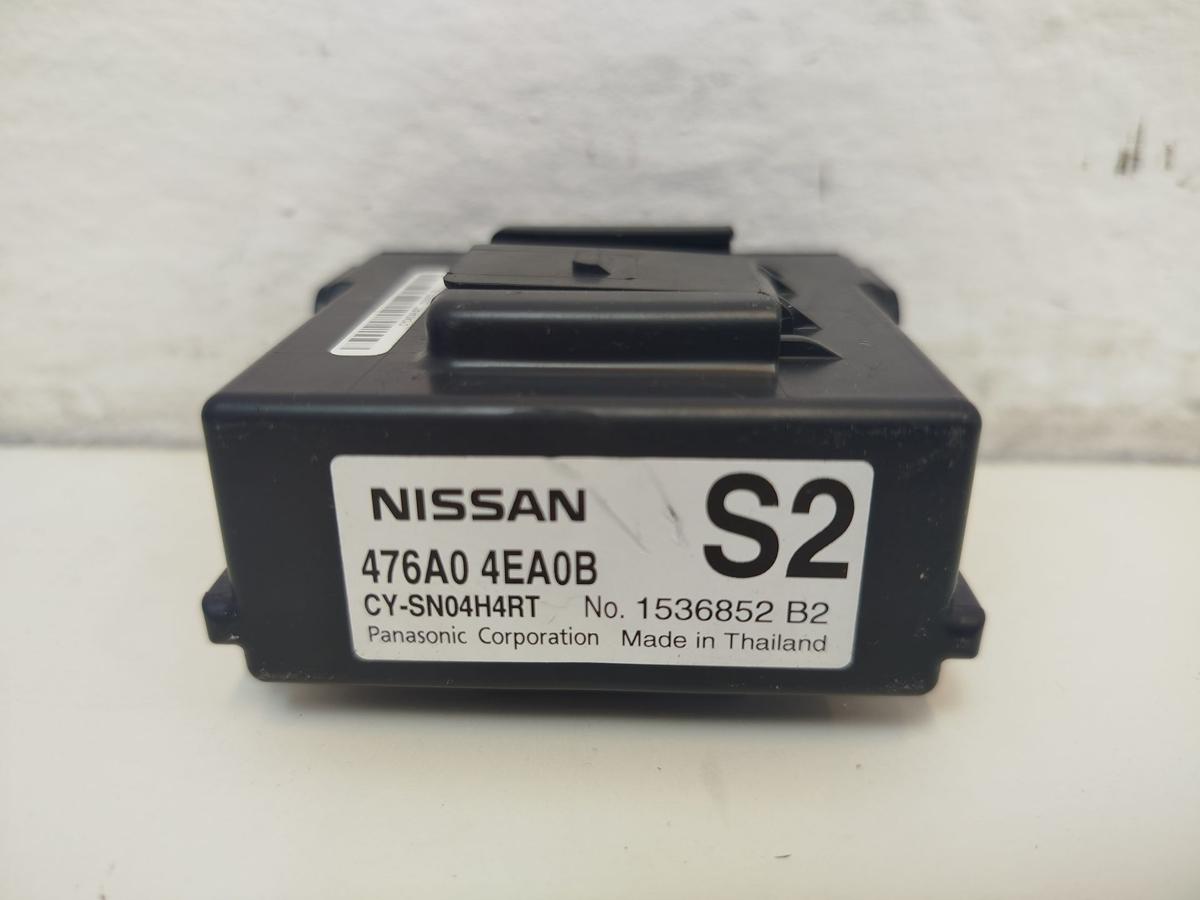 NISSAN
S2
476A0 4EA0B
CY-SN04H4RT No. 1536852 B2
Panasonic Corporation Made in Thailand